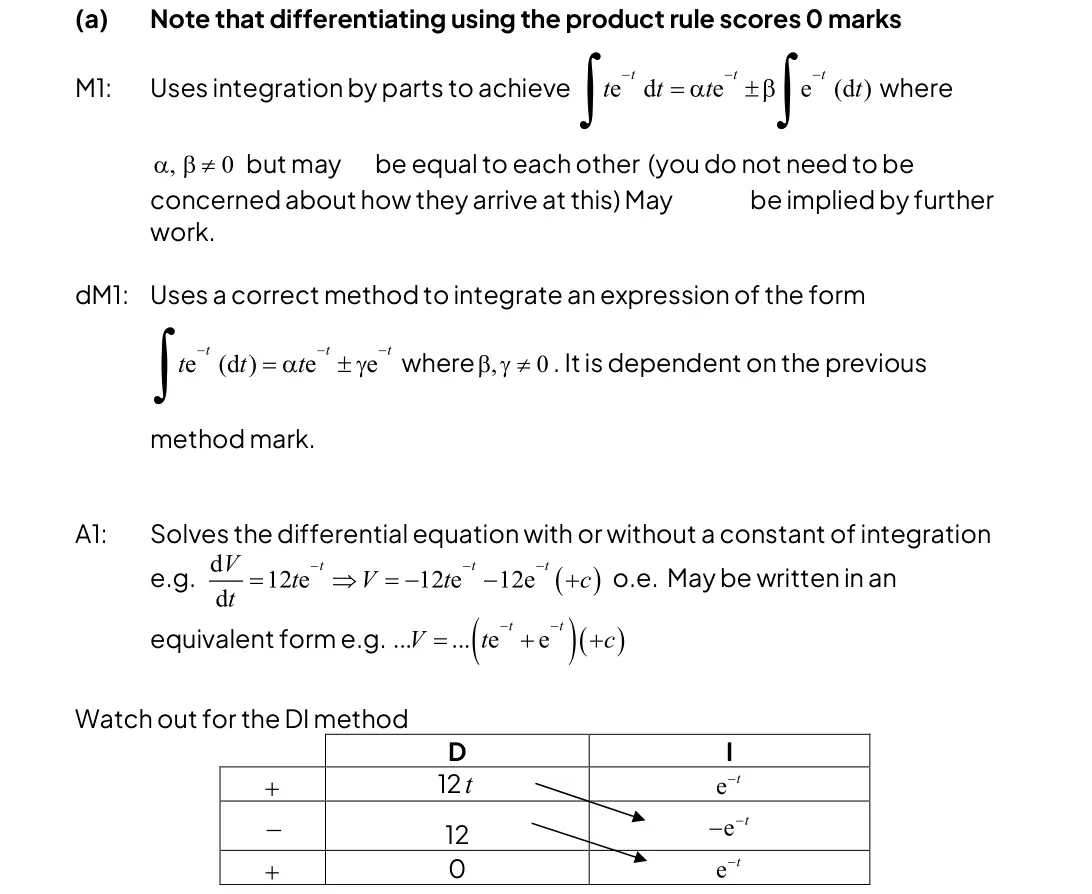 (a) Note that differentiating using the product rule scores 0 marks
M1: Uses integration by parts to achieve ∫te⁻ᵗ dt = αte⁻ᵗ ±β∫e⁻ᵗ (dt) where
α, β ≠ 0 but may be equal to each other (you do not need to be
concerned about how they arrive at this) May be implied by further
work.
dM1: Uses a correct method to integrate an expression of the form
∫te⁻ᵗ (dt) = αte⁻ᵗ ± γe⁻ᵗ where β, γ ≠ 0. It is dependent on the previous
method mark.
A1: Solves the differential equation with or without a constant of integration
e.g. dV/dt = 12te⁻ᵗ ⇒ V = −12te⁻ᵗ −12e⁻ᵗ (+c) o.e. May be written in an
equivalent form e.g. ...V = ...(te⁻ᵗ + e⁻ᵗ)(+c)
Watch out for the DI method
D I
+ 12t e⁻ᵗ
− 12 −e⁻ᵗ
+ 0 e⁻ᵗ